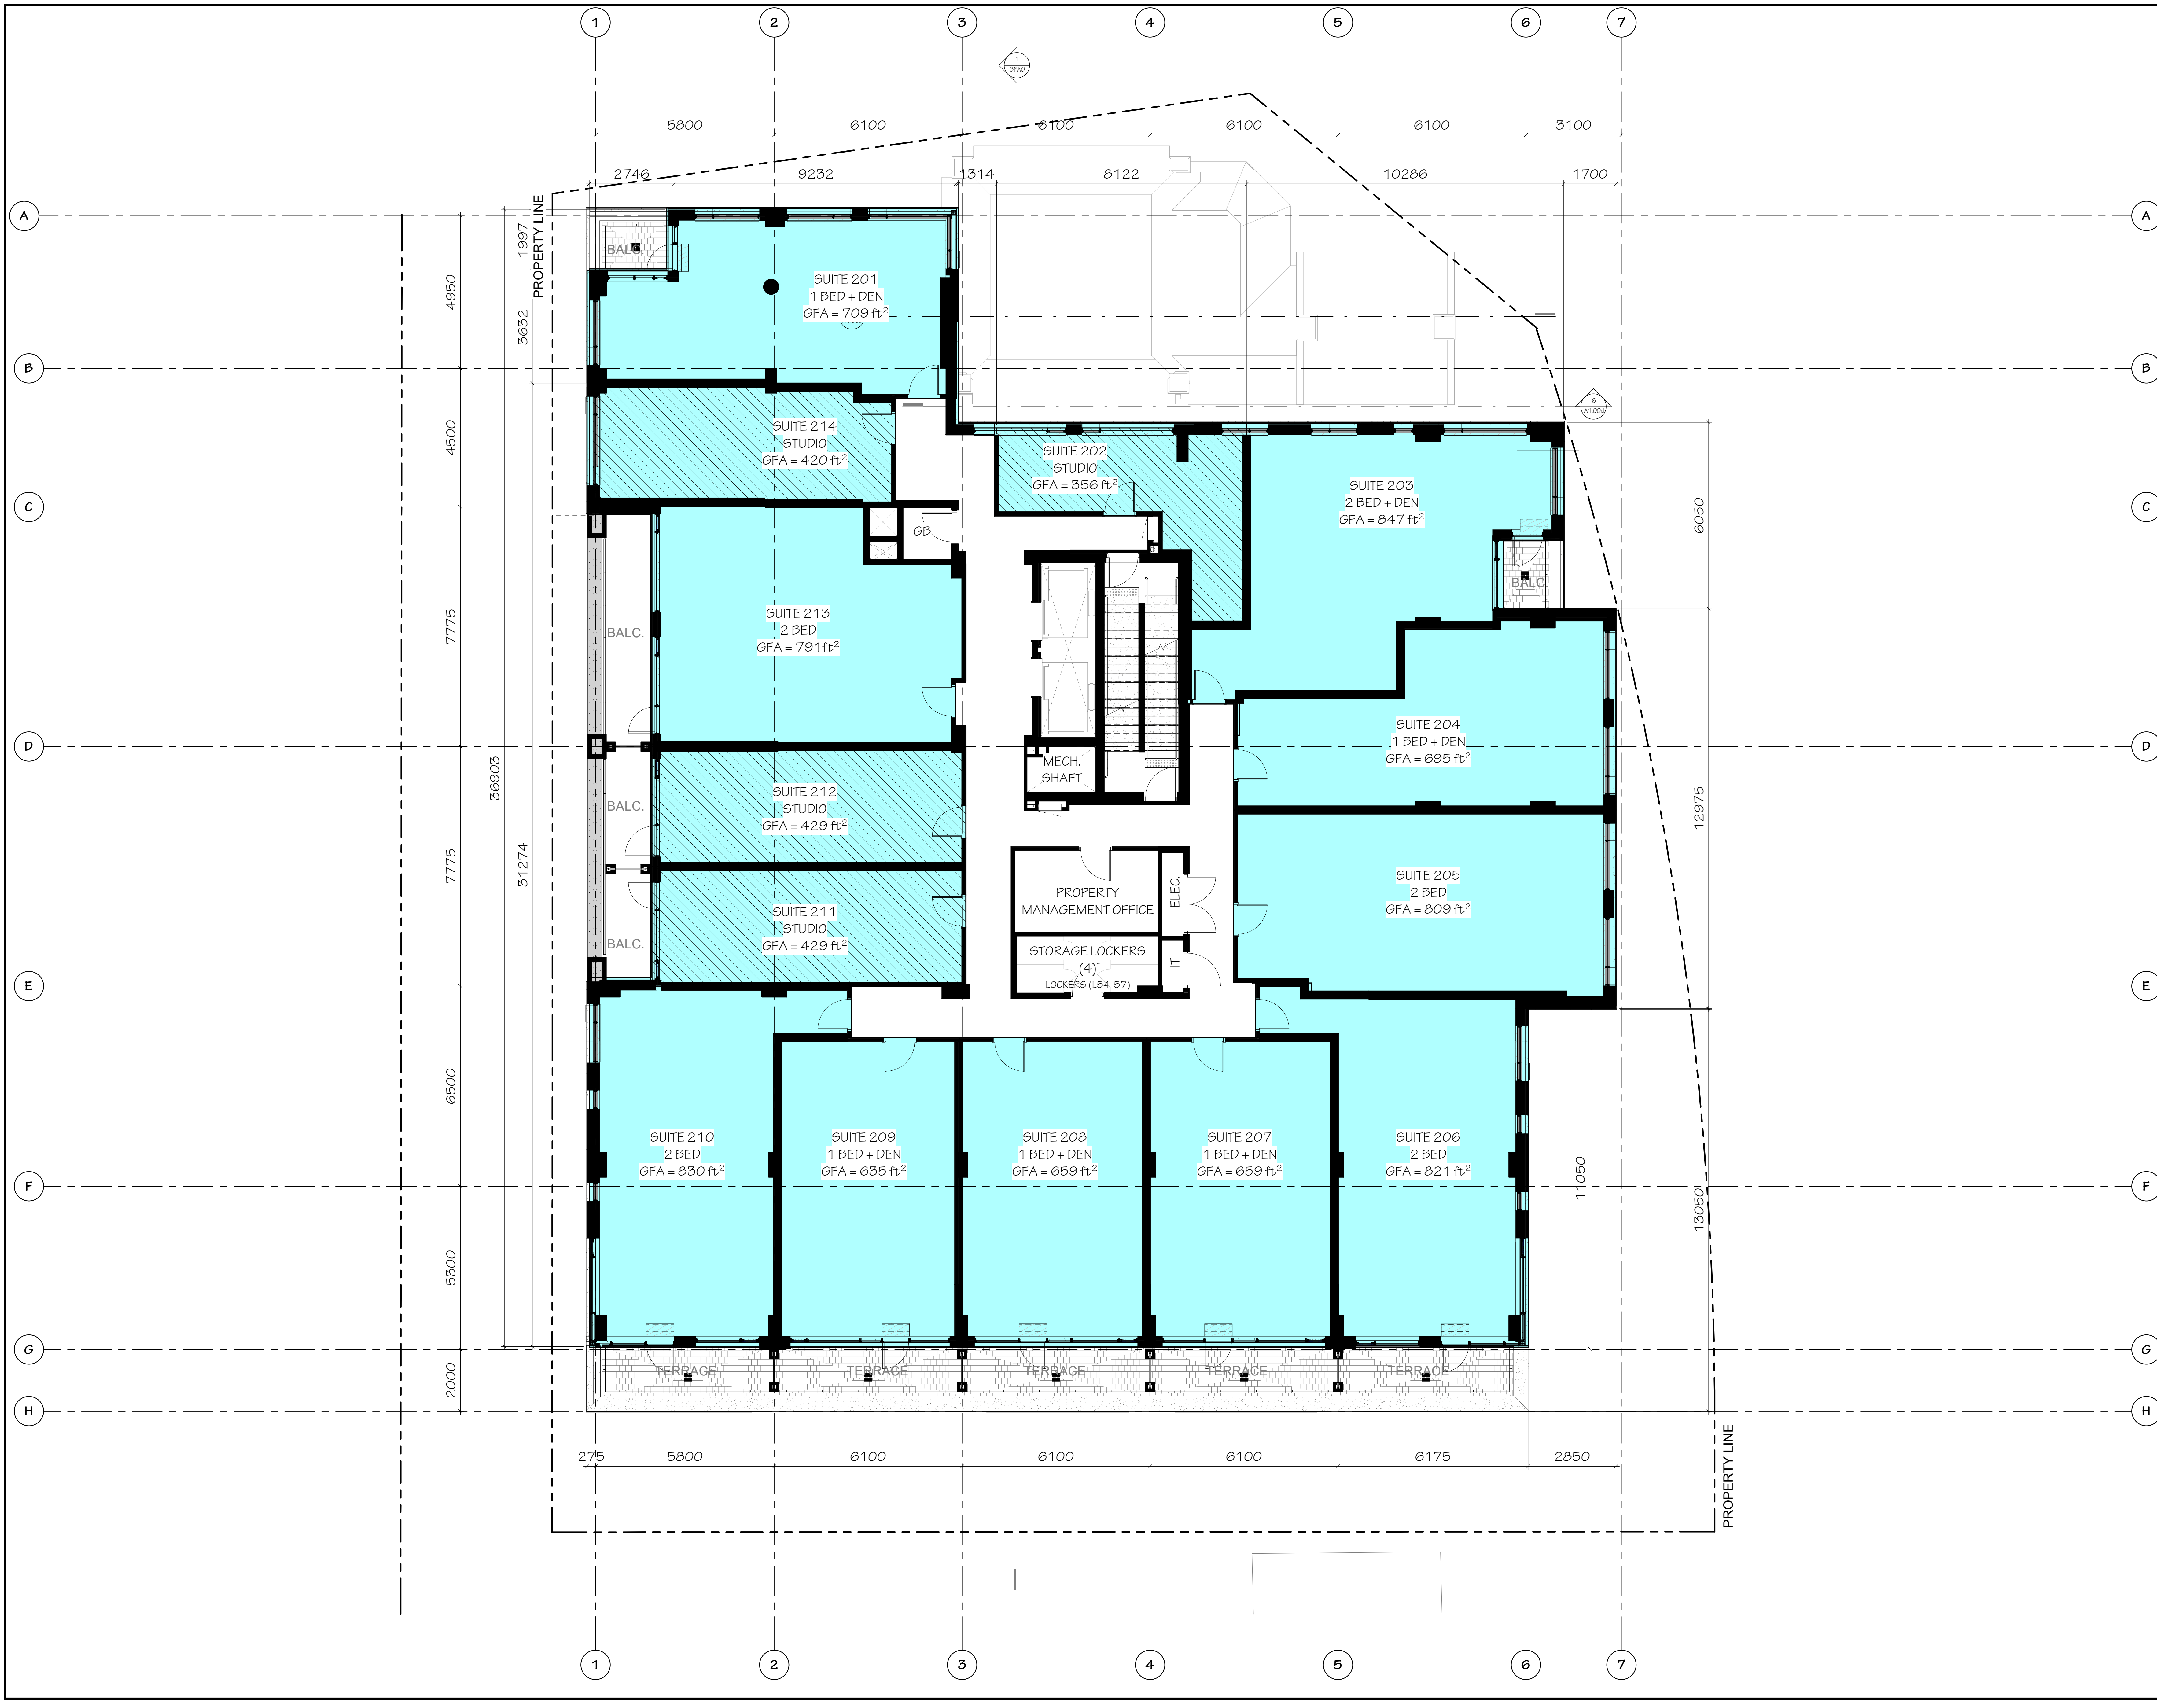 1 2 3 4 5 6 7
1
SPA0
5800 6100 6100 6100 6100 3100
2746 9232 1314 8122 10286 1700
A A
PROPERTY LINE
1997
BALC.
SUITE 201
1 BED + DEN
GFA = 709 ft²
4950
3632
B B
6
A1.00d
SUITE 214
STUDIO
GFA = 420 ft²
4500
SUITE 202
STUDIO
GFA = 356 ft²
SUITE 203
2 BED + DEN
GFA = 847 ft²
C C
6050
GB
BALC.
SUITE 213
2 BED
GFA = 791 ft²
BALC.
7775
SUITE 204
1 BED + DEN
GFA = 695 ft²
D D
36903
MECH.
SHAFT
SUITE 212
STUDIO
GFA = 429 ft²
BALC.
12975
7775
31274
PROPERTY
MANAGEMENT OFFICE
ELEC.
SUITE 205
2 BED
GFA = 809 ft²
SUITE 211
STUDIO
GFA = 429 ft²
BALC.
STORAGE LOCKERS
(4)
LOCKERS (L54-57)
IT
E E
6500
SUITE 210
2 BED
GFA = 830 ft²
SUITE 209
1 BED + DEN
GFA = 635 ft²
SUITE 208
1 BED + DEN
GFA = 659 ft²
SUITE 207
1 BED + DEN
GFA = 659 ft²
SUITE 206
2 BED
GFA = 821 ft²
11050
13050
F F
5300
G G
TERRACE TERRACE TERRACE TERRACE TERRACE
2000
H H
275 5800 6100 6100 6100 6175 2850
PROPERTY LINE
1 2 3 4 5 6 7